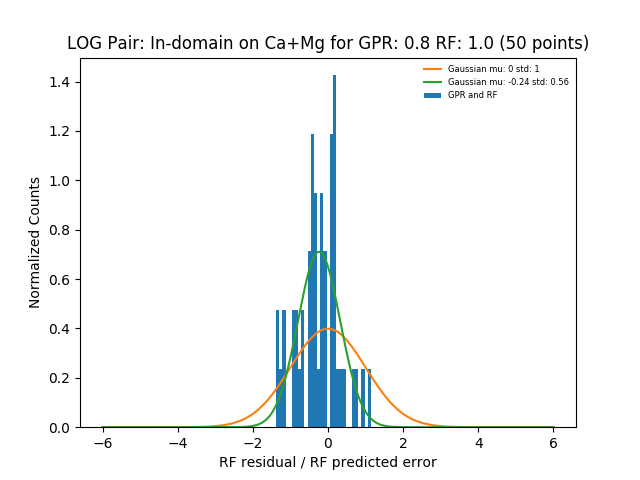 LOG Pair: In-domain on Ca+Mg for GPR: 0.8 RF: 1.0 (50 points)
Gaussian mu: 0 std: 1
Gaussian mu: -0.24 std: 0.56
GPR and RF
Normalized Counts
1.4
1.2
1.0
0.8
0.6
0.4
0.2
0.0
−6 −4 −2 0 2 4 6
RF residual / RF predicted error